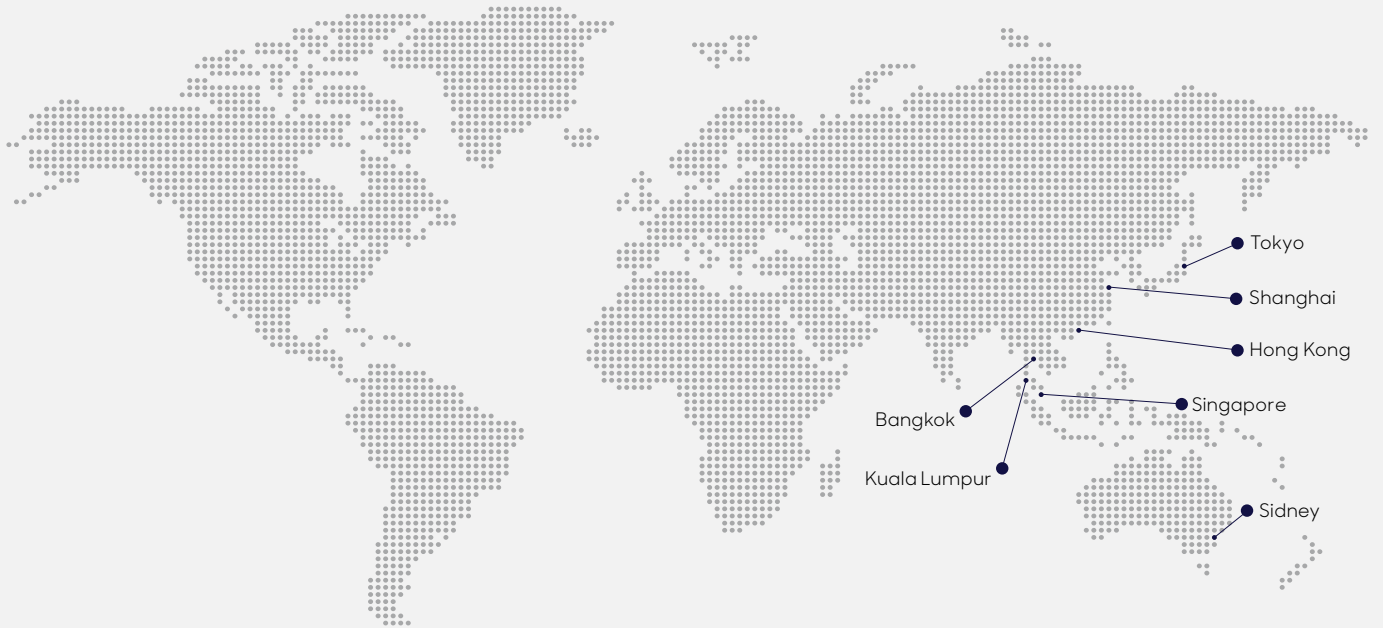 Tokyo
Shanghai
Hong Kong
Singapore
Bangkok
Kuala Lumpur
Sidney